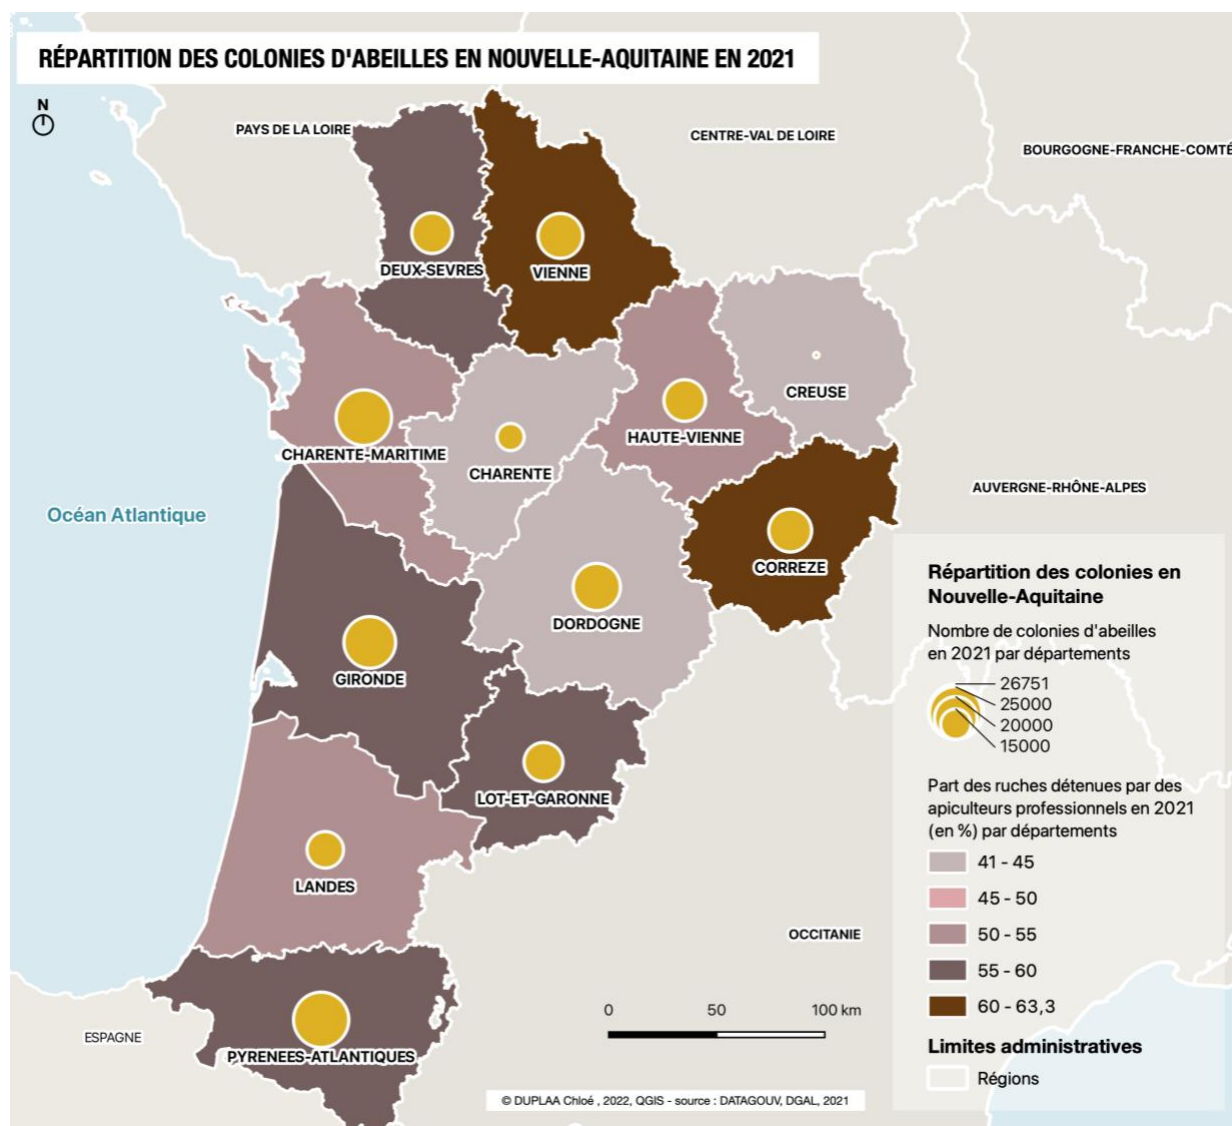 RÉPARTITION DES COLONIES D'ABEILLES EN NOUVELLE-AQUITAINE EN 2021
N
PAYS DE LA LOIRE
CENTRE-VAL DE LOIRE
BOURGOGNE-FRANCHE-COMTÉ
DEUX-SEVRES
VIENNE
CREUSE
HAUTE-VIENNE
CHARENTE-MARITIME
CHARENTE
AUVERGNE-RHÔNE-ALPES
Océan Atlantique
CORREZE
DORDOGNE
GIRONDE
LOT-ET-GARONNE
LANDES
OCCITANIE
ESPAGNE
PYRENEES-ATLANTIQUES
0 50 100 km
Répartition des colonies en
Nouvelle-Aquitaine
Nombre de colonies d'abeilles
en 2021 par départements
26751
25000
20000
15000
Part des ruches détenues par des
apiculteurs professionnels en 2021
(en %) par départements
41 - 45
45 - 50
50 - 55
55 - 60
60 - 63,3
Limites administratives
Régions
© DUPLAA Chloé , 2022, QGIS - source : DATAGOUV, DGAL, 2021